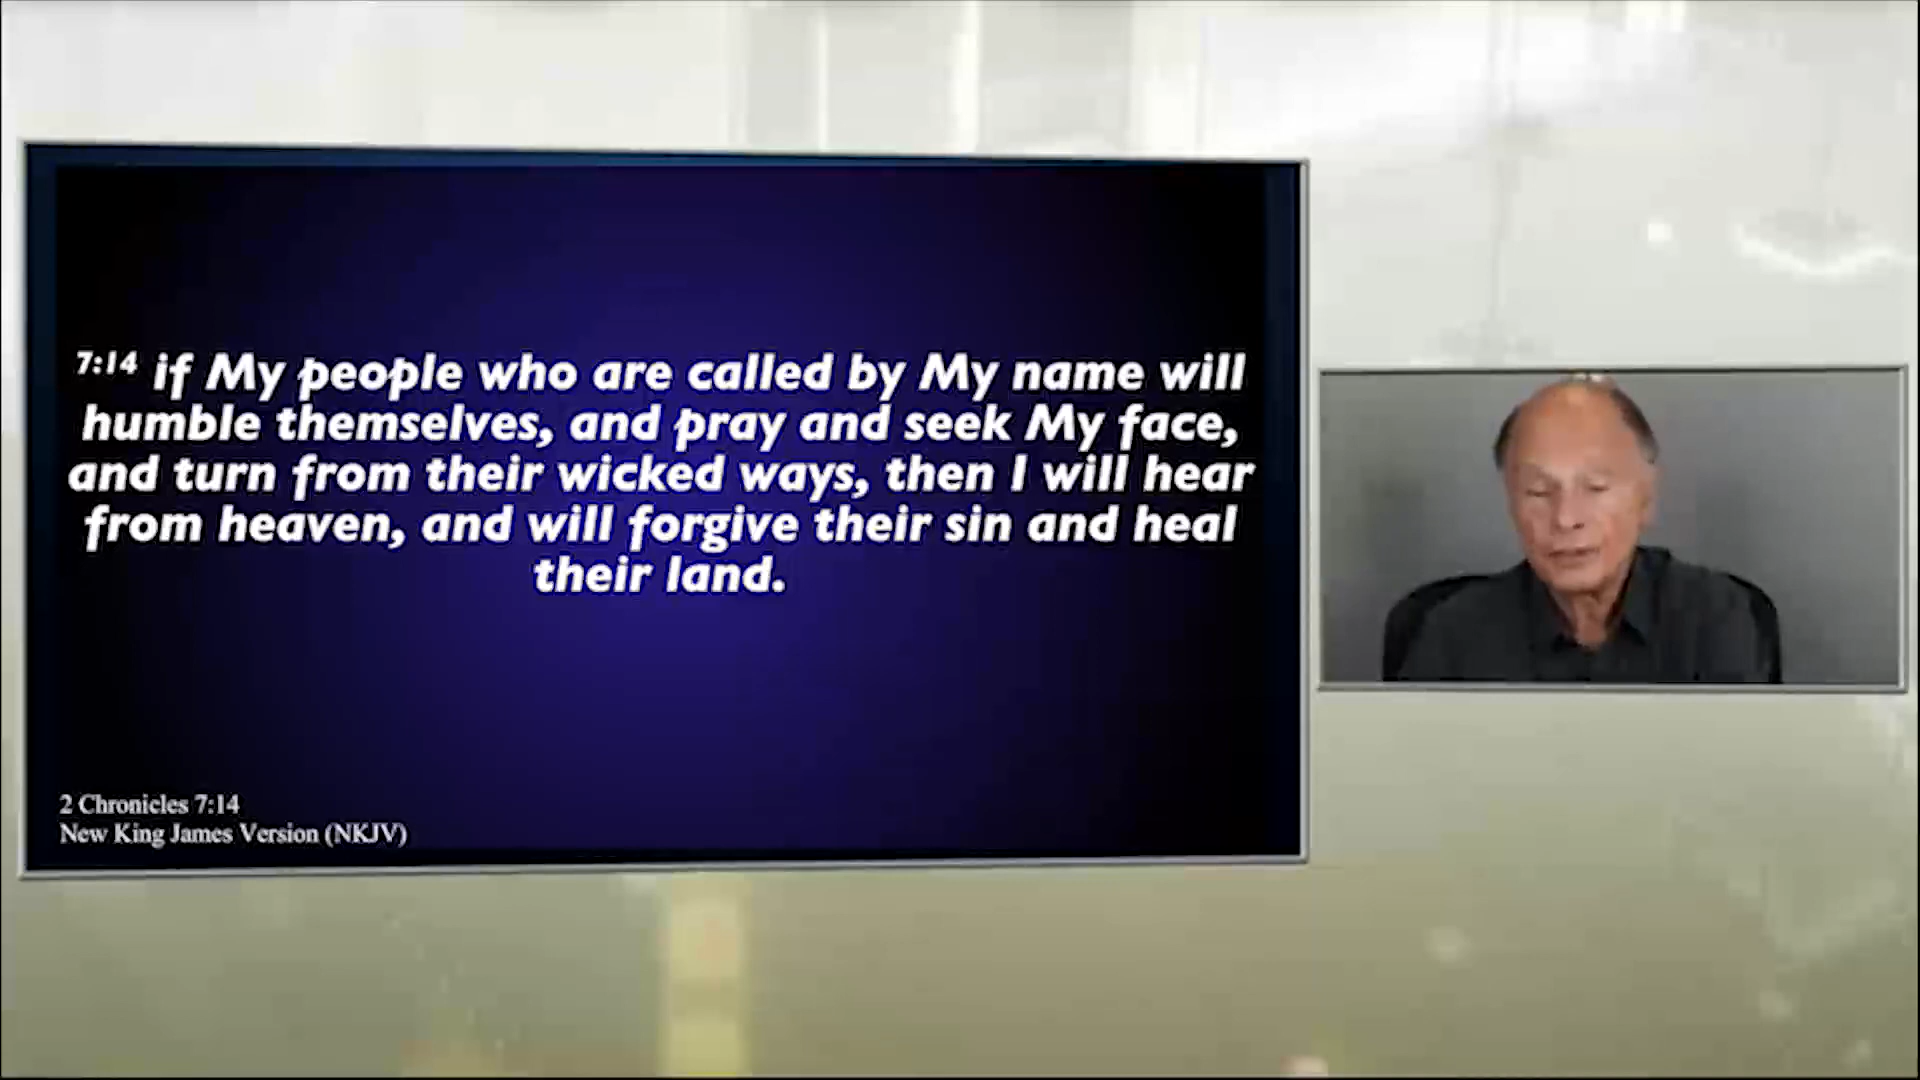 7:14 if My people who are called by My name will
humble themselves, and pray and seek My face,
and turn from their wicked ways, then I will hear
from heaven, and will forgive their sin and heal
their land.
2 Chronicles 7:14
New King James Version (NKJV)